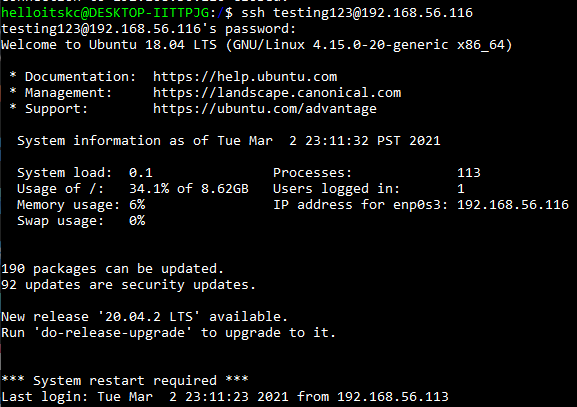 helloitskc@DESKTOP-IITTPJG:/$ ssh testing123@192.168.56.116
testing123@192.168.56.116's password:
Welcome to Ubuntu 18.04 LTS (GNU/Linux 4.15.0-20-generic x86_64)
* Documentation:  https://help.ubuntu.com
* Management:     https://landscape.canonical.com
* Support:        https://ubuntu.com/advantage
System information as of Tue Mar  2 23:11:32 PST 2021
System load:  0.1               Processes:           113
Usage of /:   34.1% of 8.62GB   Users logged in:     1
Memory usage: 6%                IP address for enp0s3: 192.168.56.116
Swap usage:   0%
190 packages can be updated.
92 updates are security updates.
New release '20.04.2 LTS' available.
Run 'do-release-upgrade' to upgrade to it.
*** System restart required ***
Last login: Tue Mar  2 23:11:23 2021 from 192.168.56.113